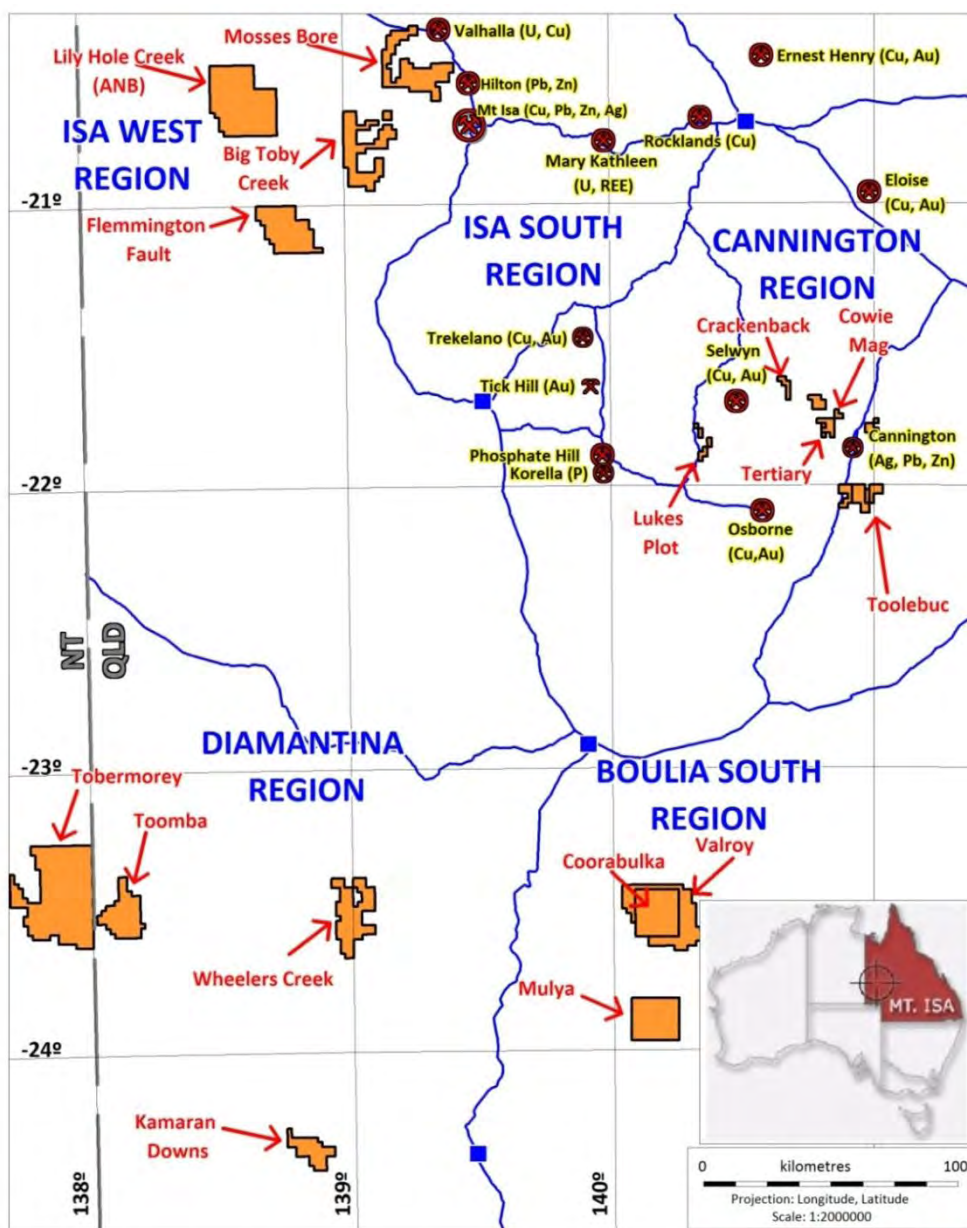 Mosses Bore
Valhalla (U, Cu)
Ernest Henry (Cu, Au)
Lily Hole Creek
(ANB)
Hilton (Pb, Zn)
Mt Isa (Cu, Pb, Zn, Ag)
ISA WEST
REGION
Big Toby
Creek
Mary Kathleen
(U, REE)
Rocklands (Cu)
Eloise
(Cu, Au)
-21º
Flemmington
Fault
ISA SOUTH
REGION
CANNINGTON
REGION
Trekelano (Cu, Au)
Crackenback
Cowie
Mag
Selwyn
(Cu, Au)
Tick Hill (Au)
Phosphate Hill
Korella (P)
Tertiary
Cannington
(Ag, Pb, Zn)
-22º
Lukes
Plot
Osborne
(Cu,Au)
Toolebuc
NT
QLD
DIAMANTINA
REGION
-23º
BOULIA SOUTH
REGION
Tobermorey
Toomba
Valroy
Coorabulka
Wheelers Creek
Mulya
MT. ISA
-24º
Kamaran
Downs
138º
139º
140º
0 kilometres 100
Projection: Longitude, Latitude
Scale: 1:2000000